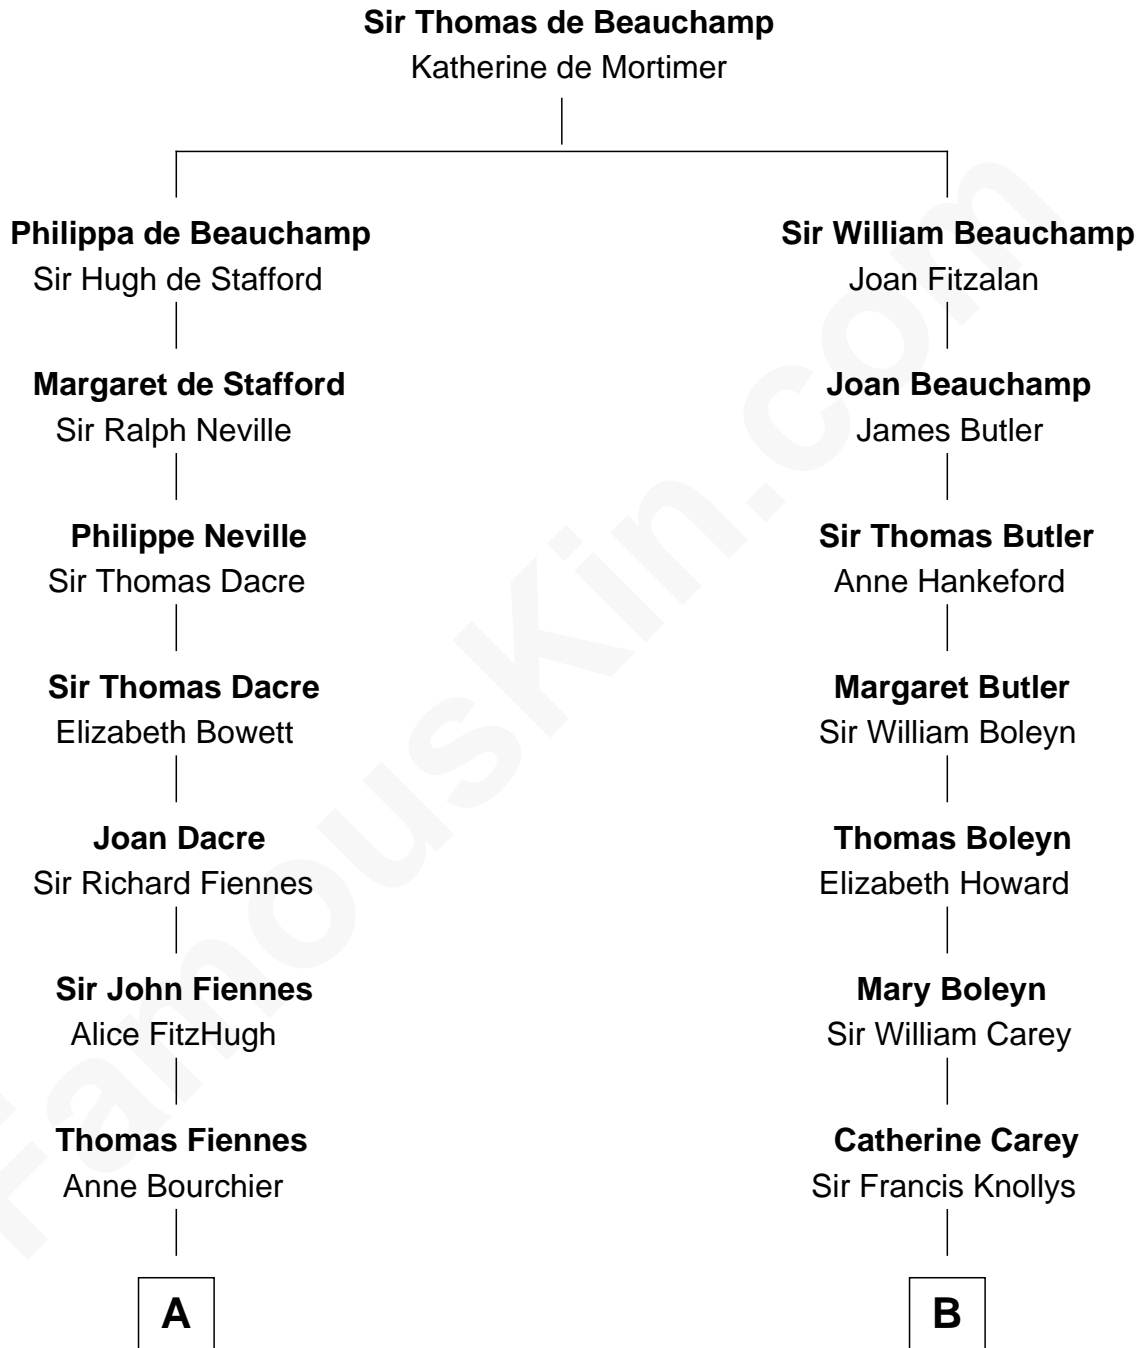 Sir Thomas de Beauchamp
Katherine de Mortimer
Philippa de Beauchamp
Sir Hugh de Stafford
Margaret de Stafford
Sir Ralph Neville
Philippe Neville
Sir Thomas Dacre
Sir Thomas Dacre
Elizabeth Bowett
Joan Dacre
Sir Richard Fiennes
Sir John Fiennes
Alice FitzHugh
Thomas Fiennes
Anne Bourchier
A
Sir William Beauchamp
Joan Fitzalan
Joan Beauchamp
James Butler
Sir Thomas Butler
Anne Hankeford
Margaret Butler
Sir William Boleyn
Thomas Boleyn
Elizabeth Howard
Mary Boleyn
Sir William Carey
Catherine Carey
Sir Francis Knollys
B
FamousKin.com